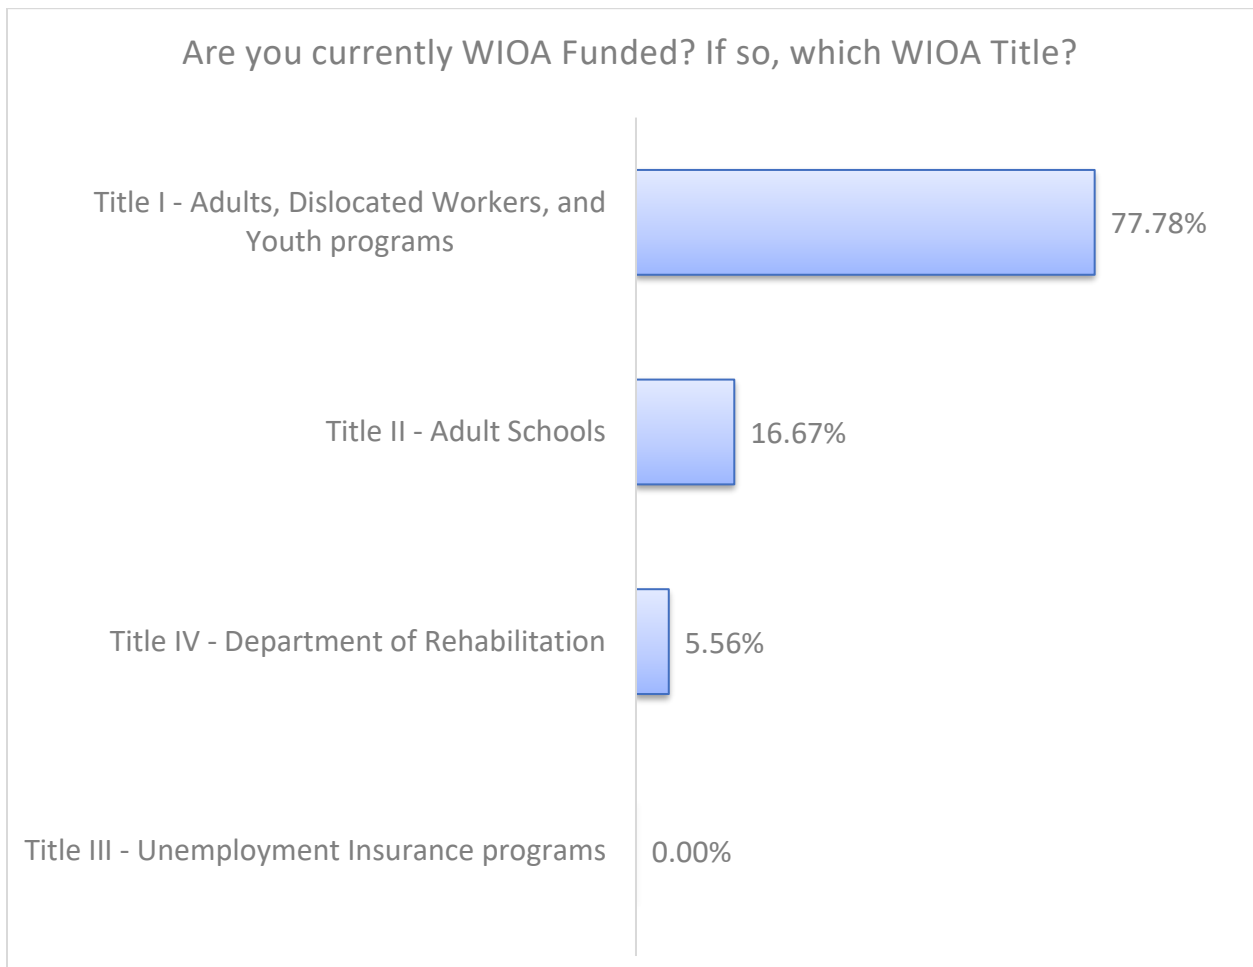 Are you currently WIOA Funded? If so, which WIOA Title?
Title I - Adults, Dislocated Workers, and
Youth programs
77.78%
Title II - Adult Schools
16.67%
Title IV - Department of Rehabilitation
5.56%
Title III - Unemployment Insurance programs
0.00%